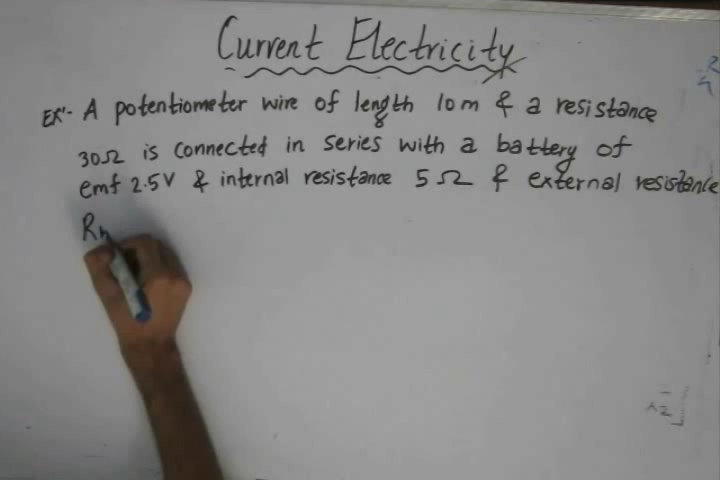 Current Electricity
Ex:- A potentiometer wire of length 10m & a resistance
30Ω is connected in series with a battery of
emf 2.5V & internal resistance 5Ω & external resistance
R